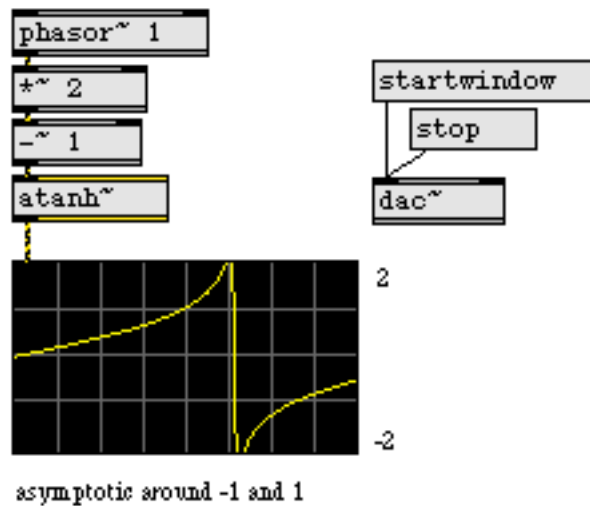 phasor~ 1
*~ 2
-~ 1
atanh~
startwindow
stop
dac~
2
-2
asymptotic around -1 and 1